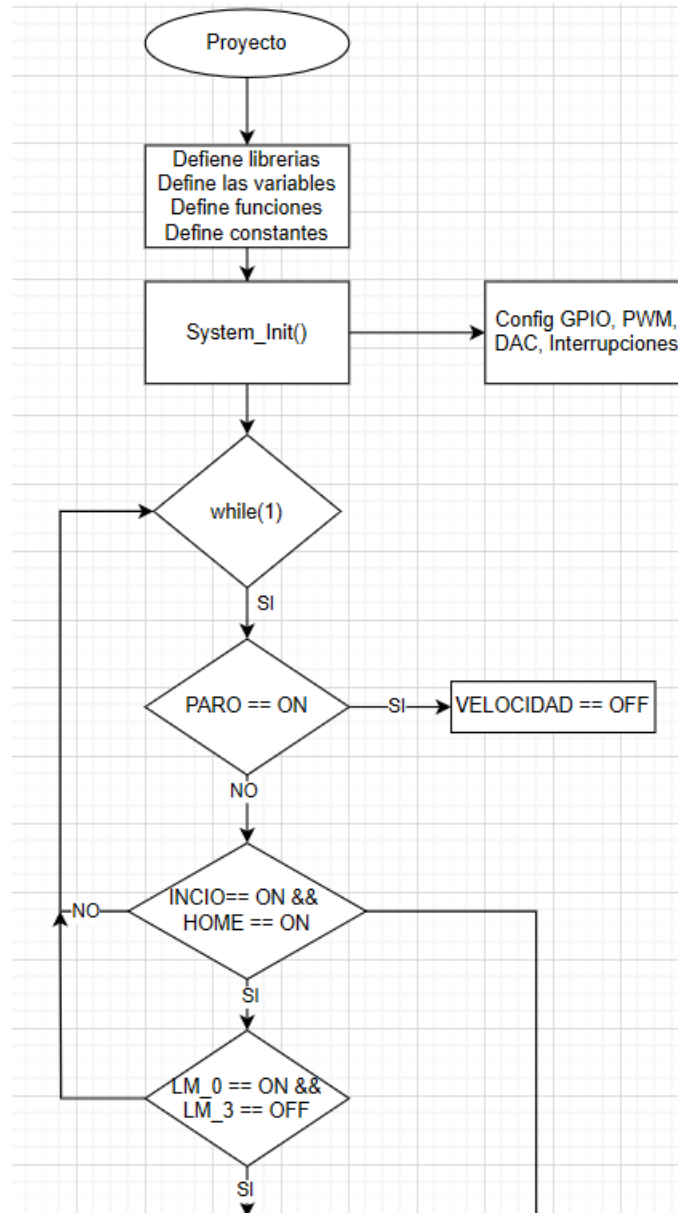 Proyecto
Defiene librerias
Define las variables
Define funciones
Define constantes
System_Init()
Config GPIO, PWM,
DAC, Interrupciones
while(1)
SI
PARO == ON
SI
VELOCIDAD == OFF
NO
INCIO== ON &&
HOME == ON
NO
SI
LM_0 == ON &&
LM_3 == OFF
SI